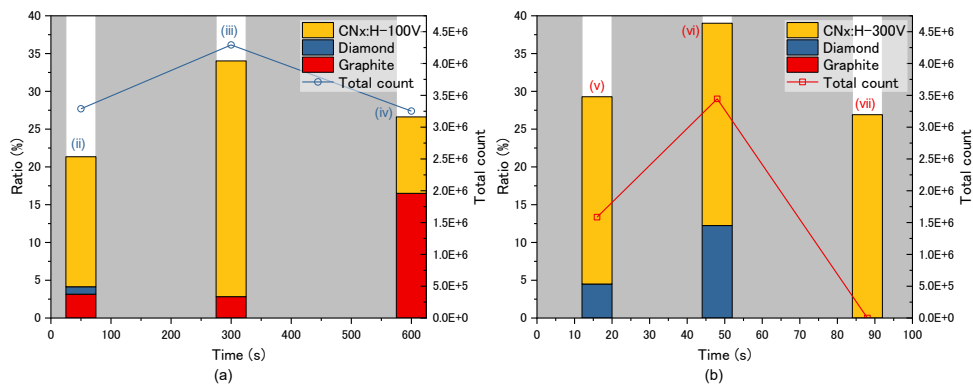 40
35
30
25
20
15
10
5
0
Ratio (%)
0
100
200
300
400
500
600
Time (s)
4.5E+6
4.0E+6
3.5E+6
3.0E+6
2.5E+6
2.0E+6
1.5E+6
1.0E+6
5.0E+5
0.0E+0
Total count
CNx:H-100V
Diamond
Graphite
Total count
(ii)
(iii)
(iv)
(a)
40
35
30
25
20
15
10
5
0
Ratio (%)
0
10
20
30
40
50
60
70
80
90
100
Time (s)
4.5E+6
4.0E+6
3.5E+6
3.0E+6
2.5E+6
2.0E+6
1.5E+6
1.0E+6
5.0E+5
0.0E+0
Total count
CNx:H-300V
Diamond
Graphite
Total count
(v)
(vi)
(vii)
(b)